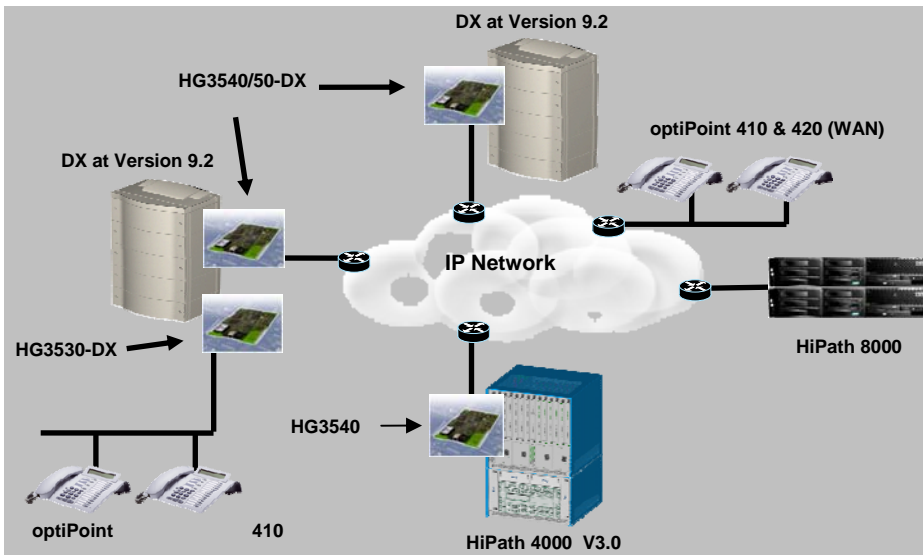 DX at Version 9.2
HG3540/50-DX
optiPoint 410 & 420 (WAN)
DX at Version 9.2
IP Network
HG3530-DX
HiPath 8000
HG3540
optiPoint 410
HiPath 4000 V3.0